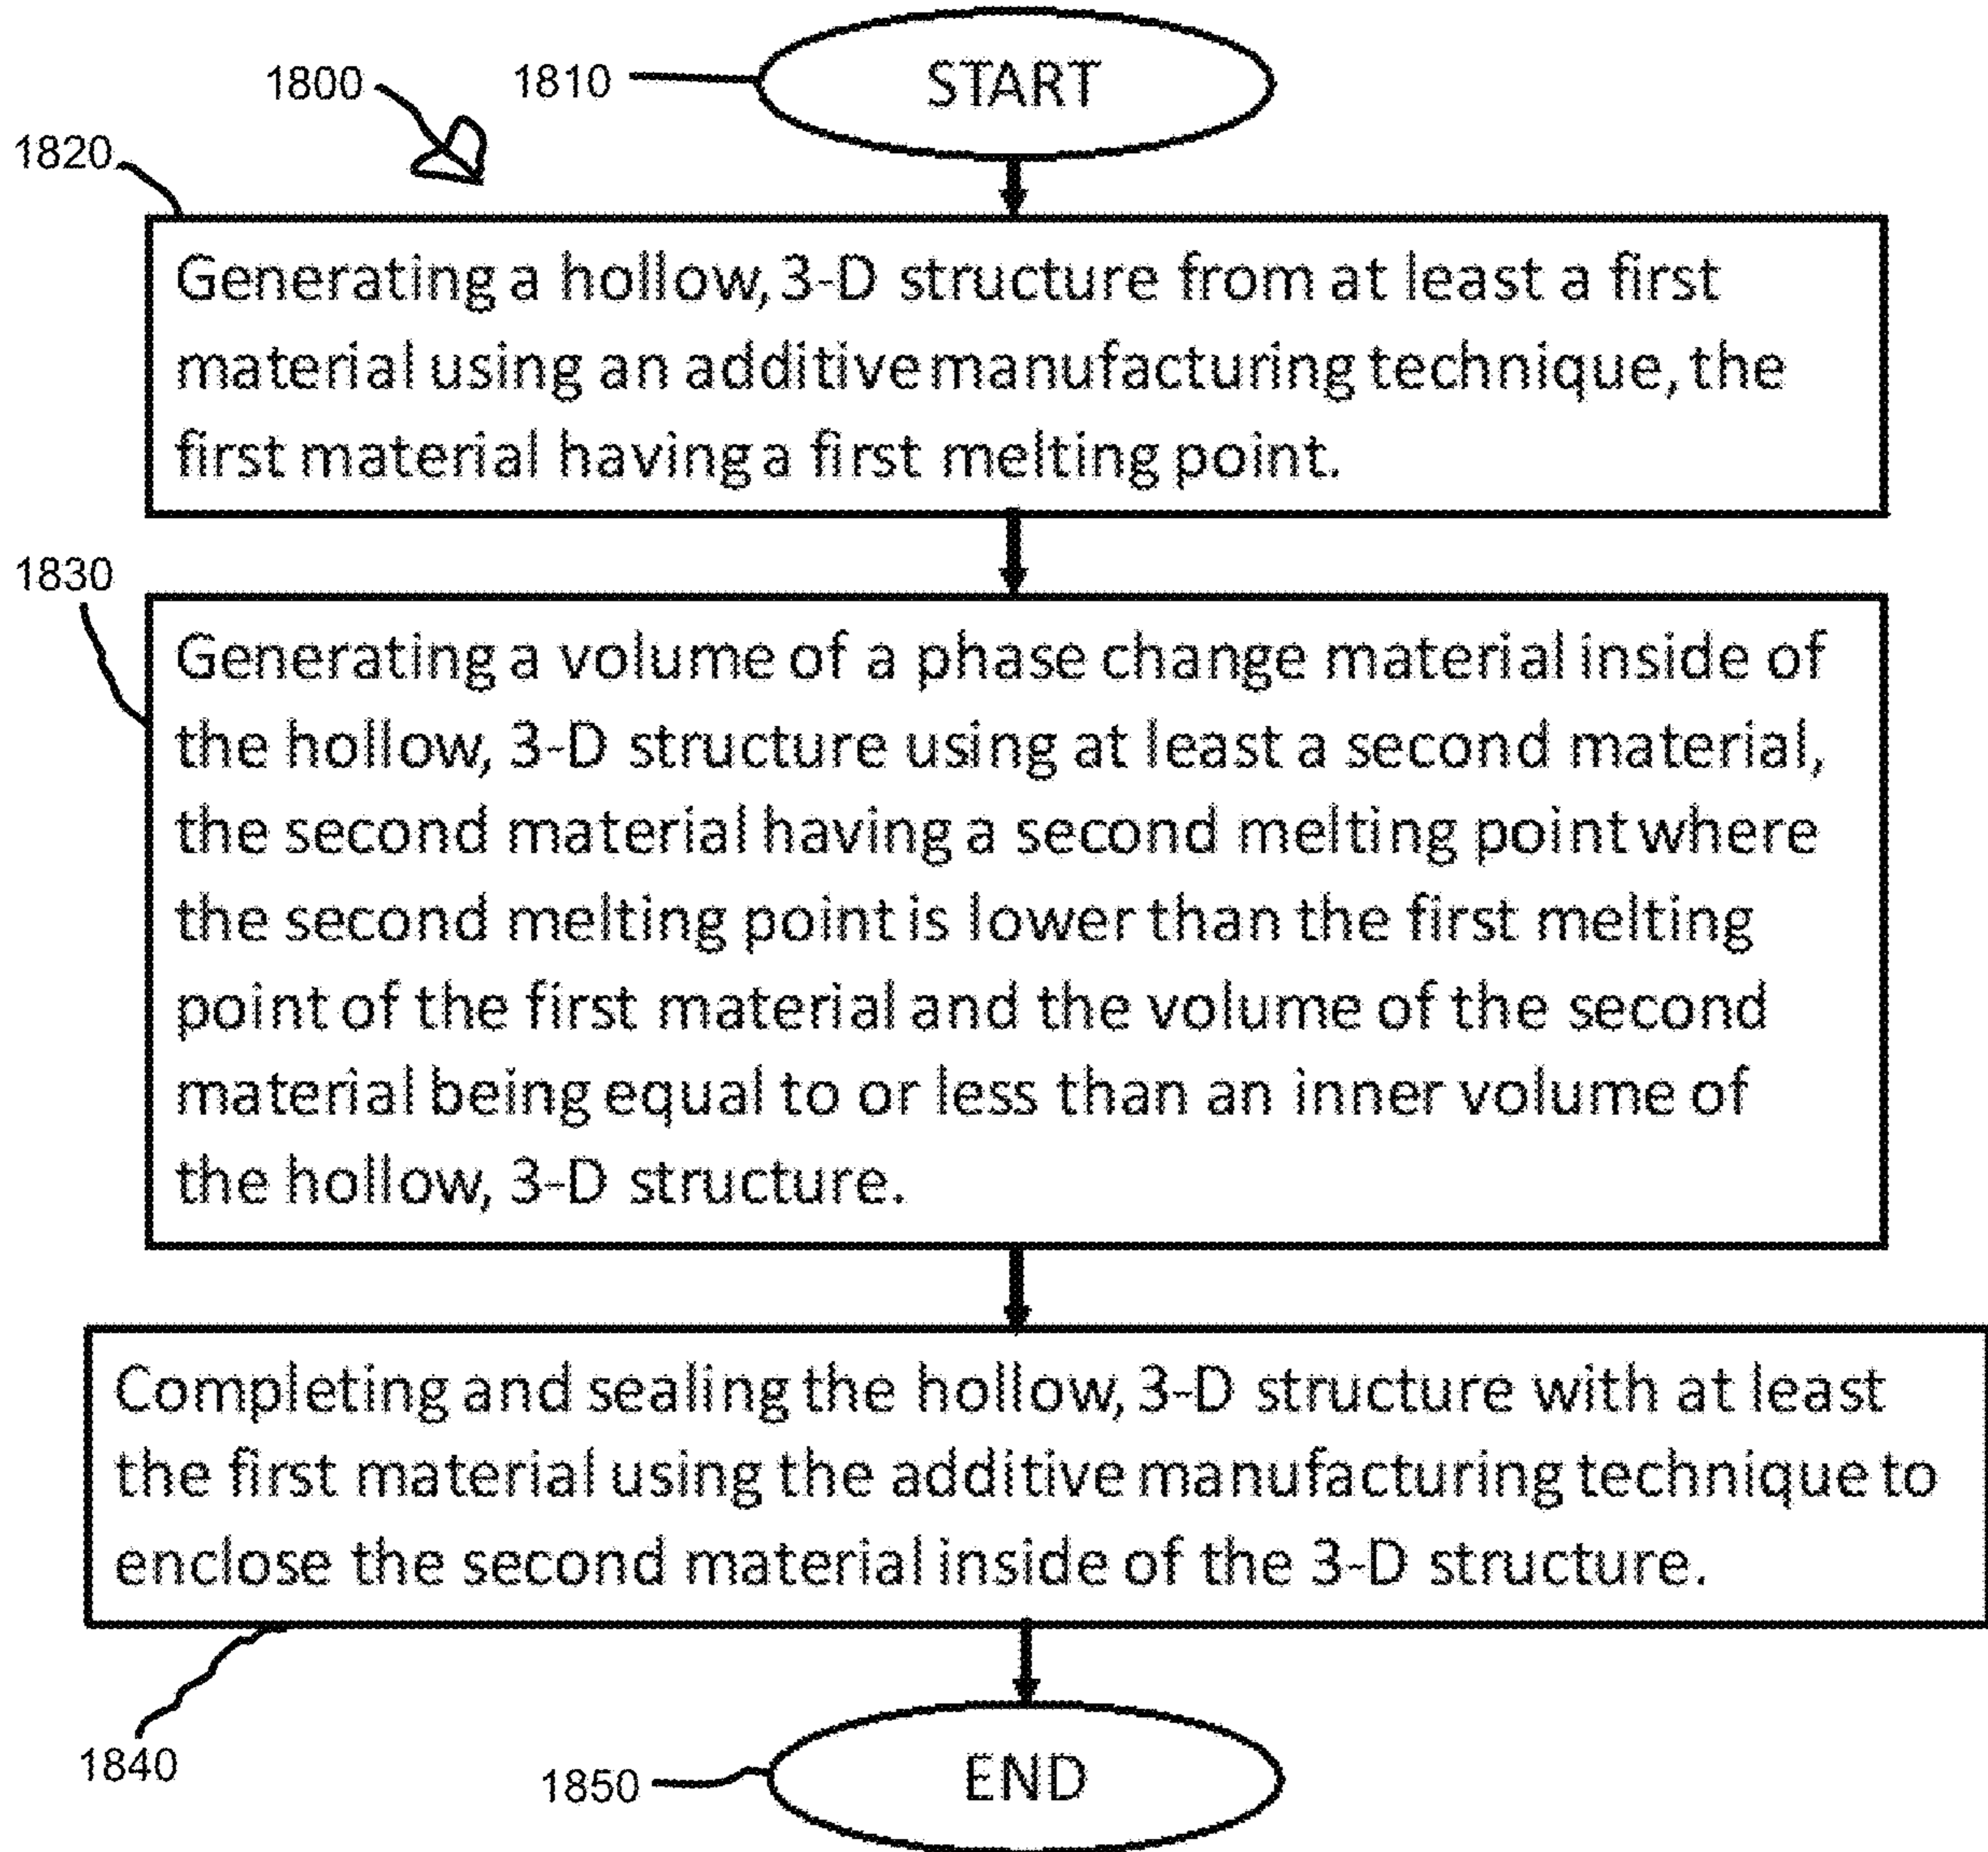 1800
1810
START
1820
Generating a hollow, 3-D structure from at least a first
material using an additive manufacturing technique, the
first material having a first melting point.
1830
Generating a volume of a phase change material inside of
the hollow, 3-D structure using at least a second material,
the second material having a second melting point where
the second melting point is lower than the first melting
point of the first material and the volume of the second
material being equal to or less than an inner volume of
the hollow, 3-D structure.
Completing and sealing the hollow, 3-D structure with at least
the first material using the additive manufacturing technique to
enclose the second material inside of the 3-D structure.
1840
1850
END